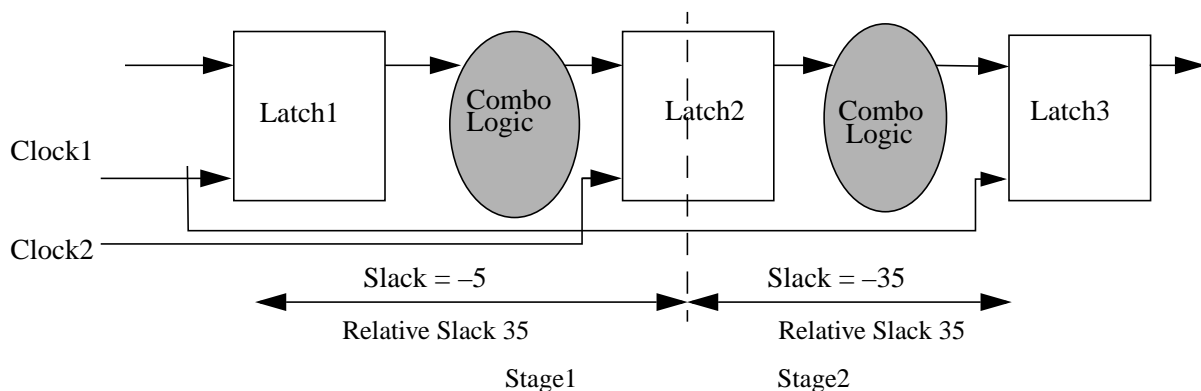 Latch1
Combo
Logic
Latch2
Combo
Logic
Latch3
Clock1
Clock2
Slack = –5
Slack = –35
Relative Slack 35
Relative Slack 35
Stage1
Stage2